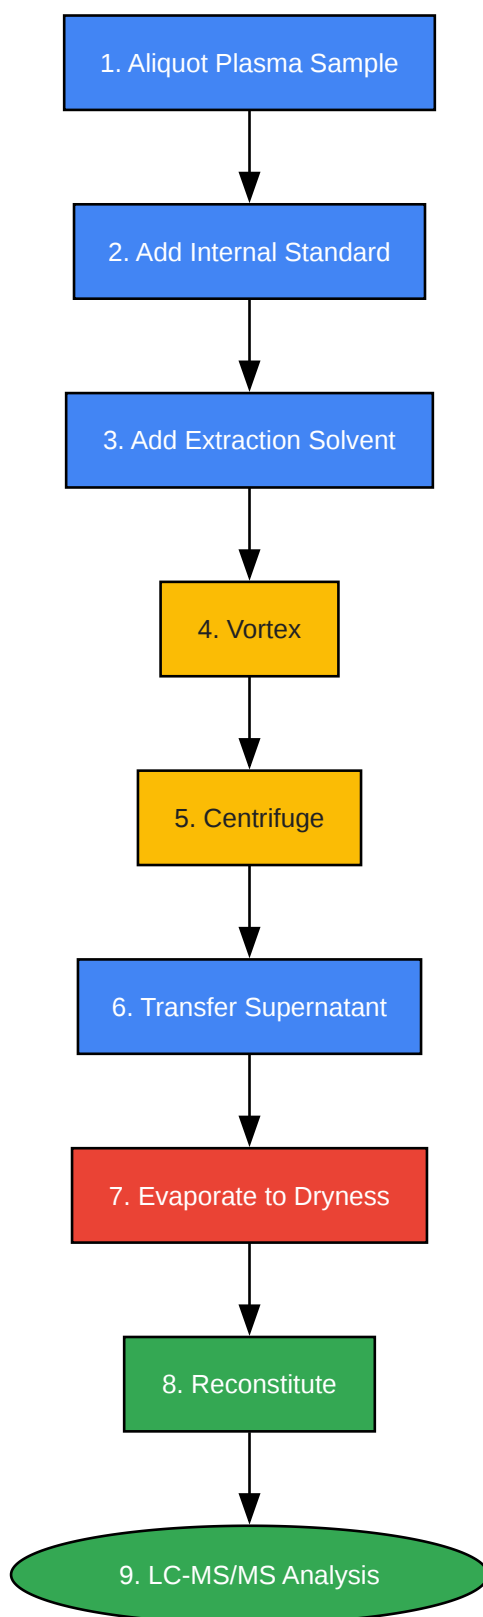 1. Aliquot Plasma Sample
2. Add Internal Standard
3. Add Extraction Solvent
4. Vortex
5. Centrifuge
6. Transfer Supernatant
7. Evaporate to Dryness
8. Reconstitute
9. LC-MS/MS Analysis